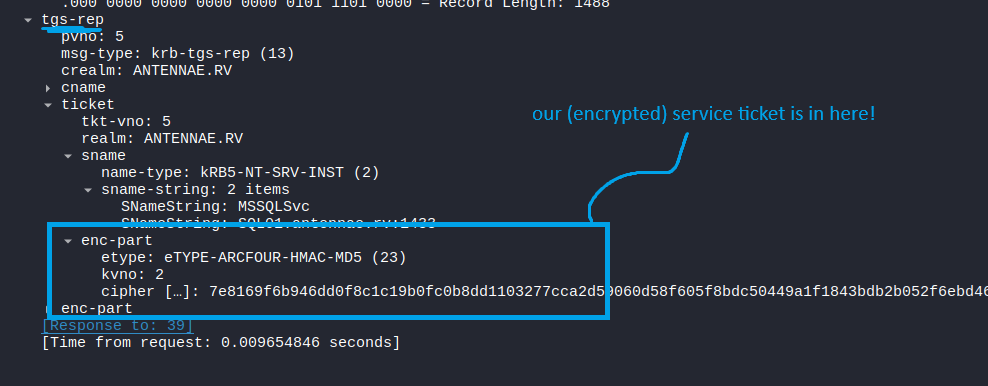 .000 0000 0000 0000 0000 0101 1101 0000 = Record Length: 1488
tgs-rep
pvno: 5
msg-type: krb-tgs-rep (13)
crealm: ANTENNAE.RV
cname
ticket
our (encrypted) service ticket is in here!
tkt-vno: 5
realm: ANTENNAE.RV
sname
name-type: kRB5-NT-SRV-INST (2)
sname-string: 2 items
SNameString: MSSQLSvc
SNameString: SQL01.antennae.rv:1433
enc-part
etype: eTYPE-ARCFOUR-HMAC-MD5 (23)
kvno: 2
cipher […]: 7e8169f6b946dd0f8c1c19b0fc0b8dd1103277cca2d59060d58f605f8bdc50449a1f1843bdb2b052f6ebd46
enc-part
[Response to: 39]
[Time from request: 0.009654846 seconds]